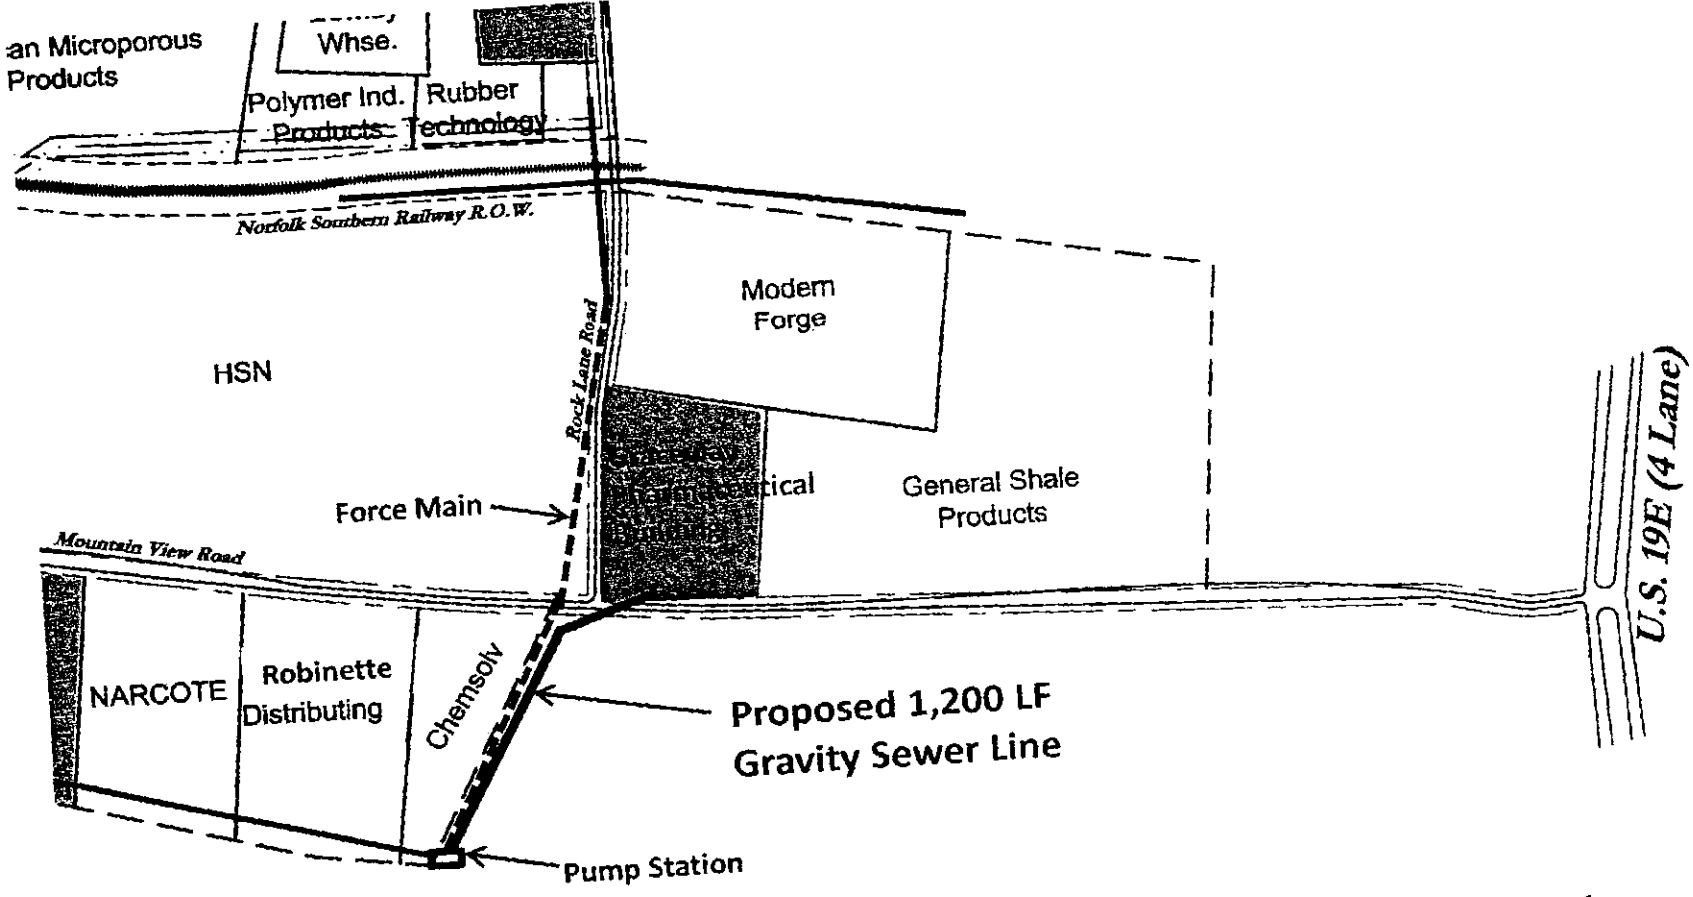 an Microporous
Products
Whse.
Polymer Ind.
Products
Rubber
Technology
Norfolk Southern Railway R.O.W.
Modern
Forge
HSN
Rock Lane Road
Force Main
Pharmaceutical
Building
General Shale
Products
U.S. 19E (4 Lane)
Mountain View Road
NARCOTE
Robinette
Distributing
Chemsolv
Proposed 1,200 LF
Gravity Sewer Line
Pump Station